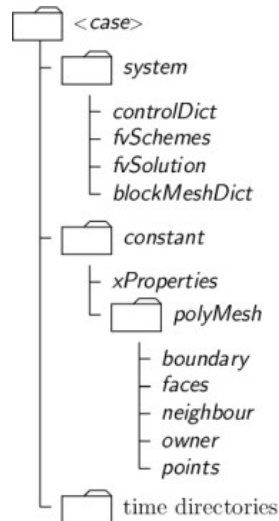 <case>
system
controlDict
fvSchemes
fvSolution
blockMeshDict
constant
xProperties
polyMesh
boundary
faces
neighbour
owner
points
time directories